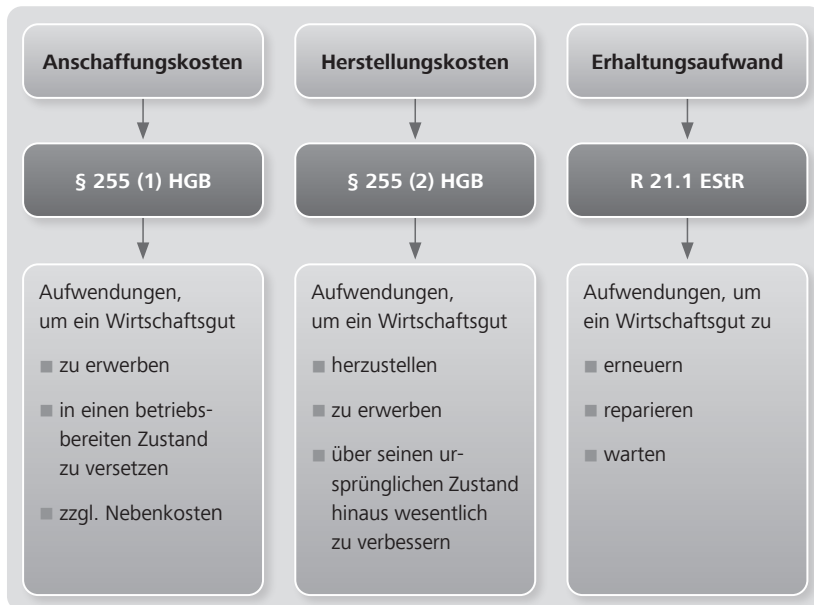 Anschaffungskosten
§ 255 (1) HGB
Aufwendungen,
um ein Wirtschaftsgut
zu erwerben
in einen betriebs-
bereiten Zustand
zu versetzen
zzgl. Nebenkosten
Herstellungskosten
§ 255 (2) HGB
Aufwendungen,
um ein Wirtschaftsgut
herzustellen
zu erwerben
über seinen ur-
sprünglichen Zustand
hinaus wesentlich
zu verbessern
Erhaltungsaufwand
R 21.1 EStR
Aufwendungen, um
ein Wirtschaftsgut zu
erneuern
reparieren
warten